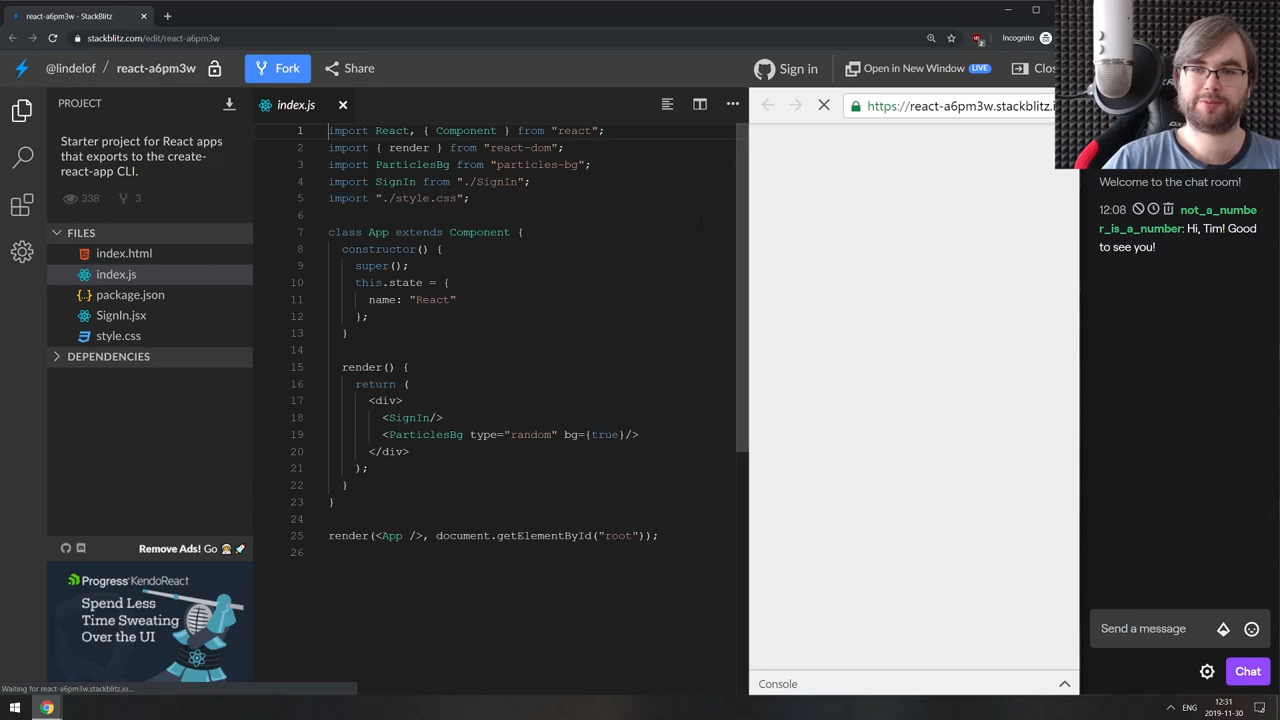 react-a6pm3w - StackBlitz
stackblitz.com/edit/react-a6pm3w
2
Incognito
@lindelof / react-a6pm3w
Fork
Share
Sign in
Open in New Window LIVE
Clos
PROJECT
Starter project for React apps
that exports to the create-
react-app CLI.
338
3
FILES
index.html
index.js
package.json
SignIn.jsx
style.css
DEPENDENCIES
Remove Ads! Go
Progress KendoReact
Spend Less
Time Sweating
Over the UI
Waiting for react-a6pm3w.stackblitz.io...
index.js
1 import React, { Component } from "react";
2 import { render } from "react-dom";
3 import ParticlesBg from "particles-bg";
4 import SignIn from "./SignIn";
5 import "./style.css";
6
7 class App extends Component {
8 constructor() {
9 super();
10 this.state = {
11 name: "React"
12 };
13 }
14
15 render() {
16 return (
17 <div>
18 <SignIn/>
19 <ParticlesBg type="random" bg={true}/>
20 </div>
21 );
22 }
23 }
24
25 render(<App />, document.getElementById("root"));
26
https://react-a6pm3w.stackblitz.i
Console
Welcome to the chat room!
12:08 not_a_numbe
r_is_a_number: Hi, Tim! Good
to see you!
Send a message
Chat
ENG
12:31
2019-11-30